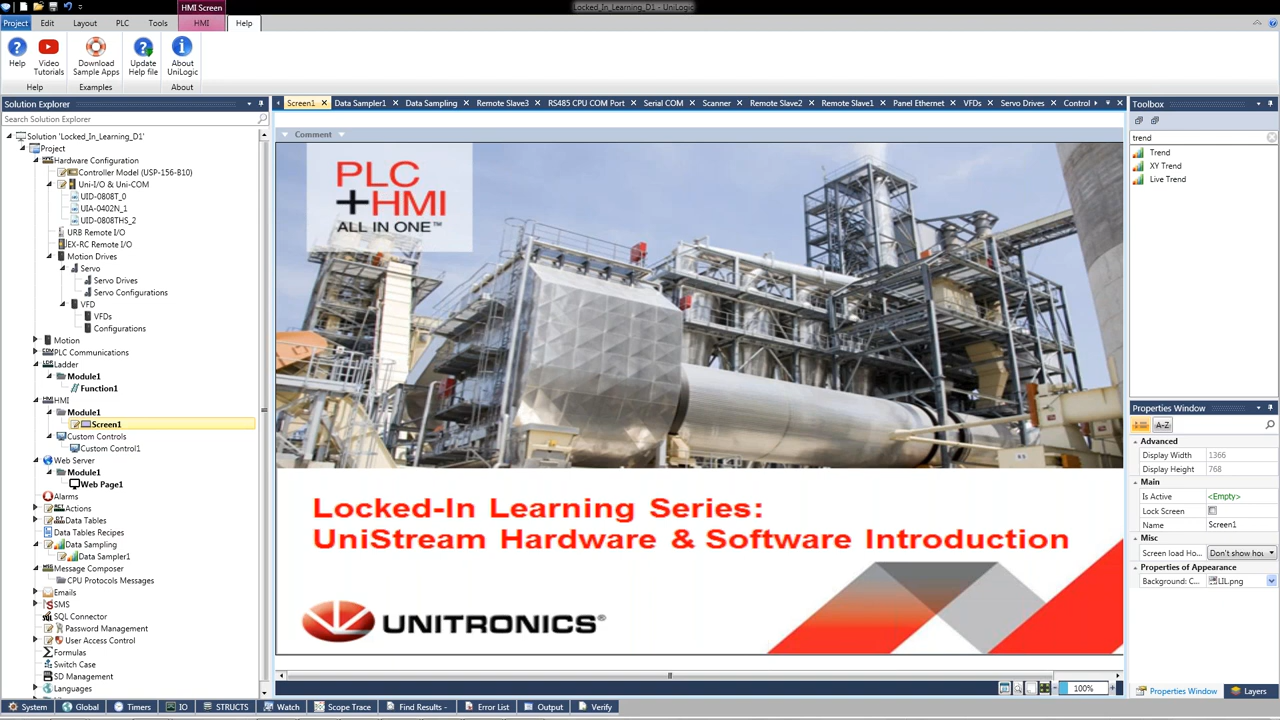 HMI Screen
Locked_In_Learning_D1* - UniLogic
Project Edit Layout PLC Tools HMI Help
Help
Video Tutorials
Download Sample Apps
Update Help file
About UniLogic
Help Examples About
Solution Explorer
Search Solution Explorer
Solution 'Locked_In_Learning_D1'
Project
Hardware Configuration
Controller Model (USP-156-B10)
Uni-I/O & Uni-COM
UID-0808T_0
UIA-0402N_1
UID-0808THS_2
URB Remote I/O
EX-RC Remote I/O
Motion Drives
Servo
Servo Drives
Servo Configurations
VFD
VFDs
Configurations
Motion
PLC Communications
Ladder
Module1
Function1
HMI
Module1
Screen1
Custom Controls
Custom Control1
Web Server
Module1
Web Page1
Alarms
Actions
Data Tables
Data Tables Recipes
Data Sampling
Data Sampler1
Message Composer
CPU Protocols Messages
Emails
SMS
SQL Connector
Password Management
User Access Control
Formulas
Switch Case
SD Management
Languages
Screen1 Data Sampler1 Data Sampling Remote Slave3 RS485 CPU COM Port Serial COM Scanner Remote Slave2 Remote Slave1 Panel Ethernet VFDs Servo Drives Control
Comment
PLC
+HMI
ALL IN ONE™
Locked-In Learning Series:
UniStream Hardware & Software Introduction
UNITRONICS®
100%
Toolbox
trend
Trend
XY Trend
Live Trend
Properties Window
A-Z
Advanced
Display Width 1366
Display Height 768
Main
Is Active <Empty>
Lock Screen
Name Screen1
Misc
Screen load Ho... Don't show hou
Properties of Appearance
Background: C... LIL.png
Properties Window Layers
System Global Timers IO STRUCTS Watch Scope Trace Find Results - Error List Output Verify